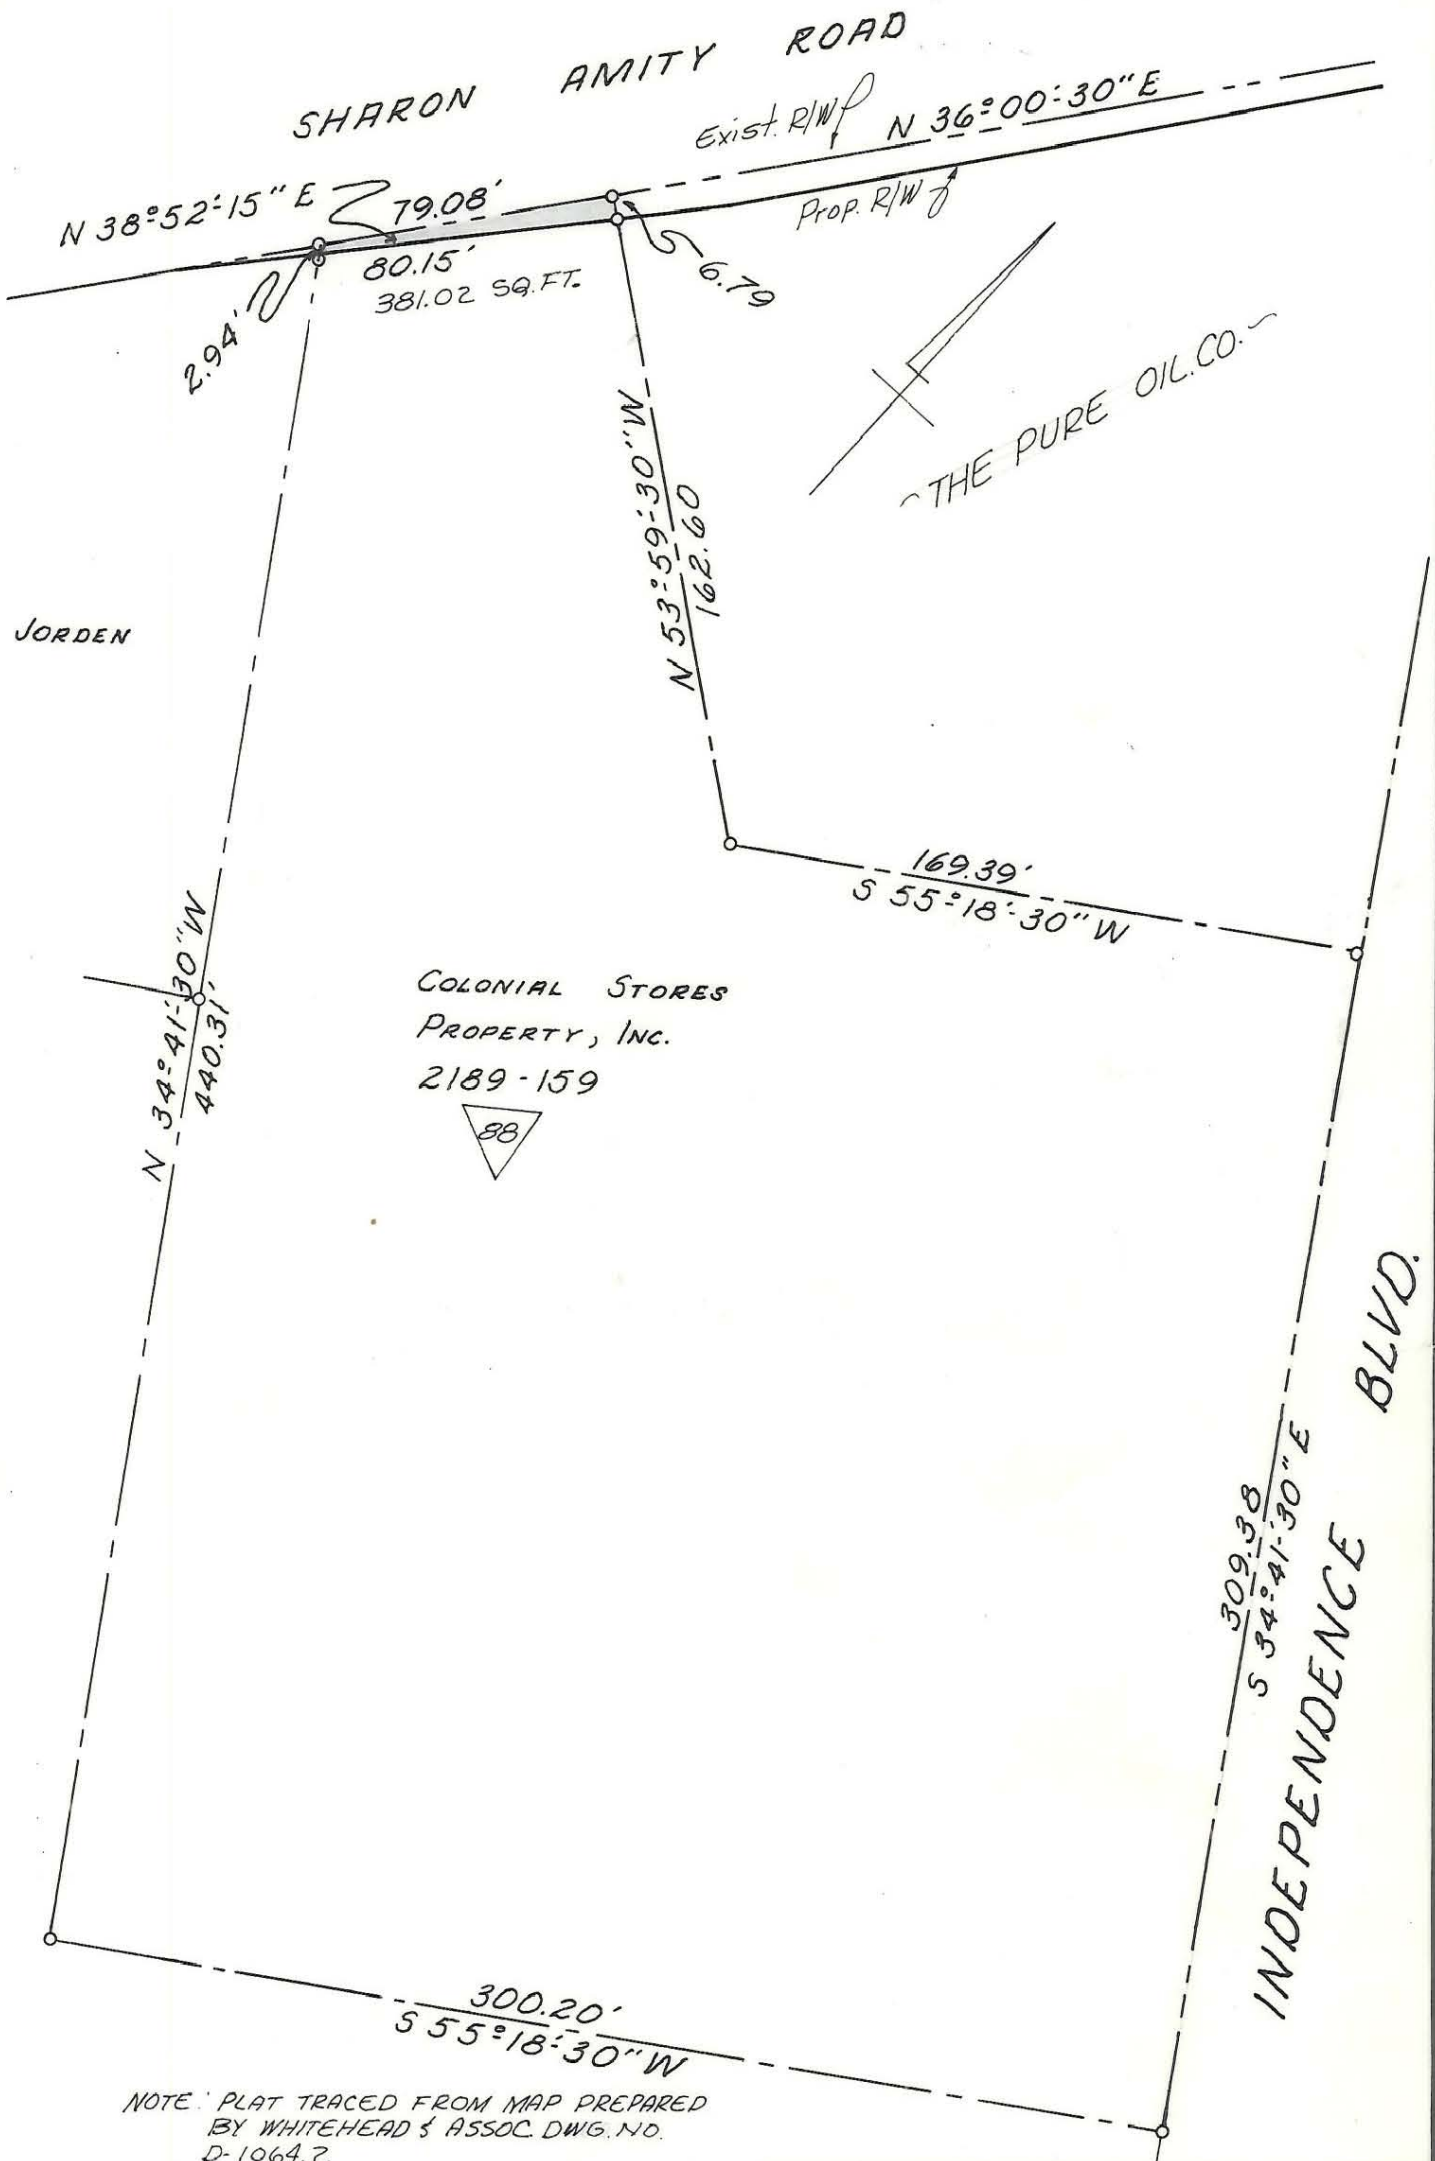 SHARON AMITY ROAD
Exist. R/W
N 36°-00'-30" E
N 38°-52'-15" E
79.08'
Prop. R/W
80.15'
381.02 SQ.FT.
6.79
2.94'
THE PURE OIL.CO.
N 53°-59'-30" W
162.60
JORDEN
169.39'
S 55°-18'-30" W
N 34°-41'-30" W
440.31'
COLONIAL STORES
PROPERTY, INC.
2189-159
88
309.38
S 34°-41'-30" E
INDEPENDENCE BLVD.
300.20'
S 55°-18'-30" W
NOTE: PLAT TRACED FROM MAP PREPARED
BY WHITEHEAD & ASSOC. DWG. NO.